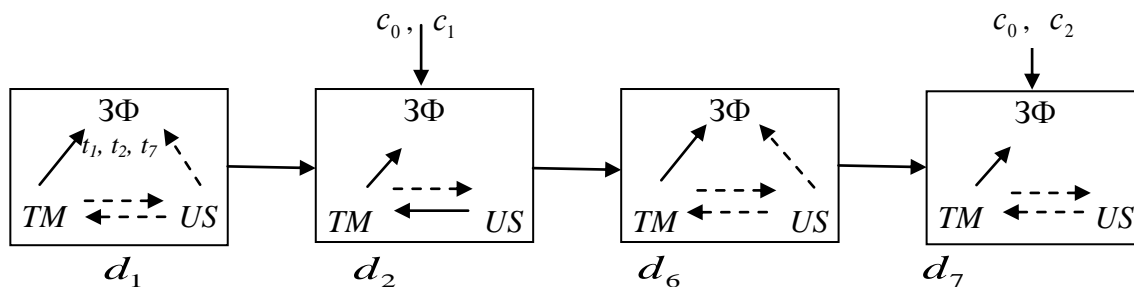 c₀, c₁
c₀, c₂
ЗФ
t₁, t₂, t₇
TM US
d₁
ЗФ
TM US
d₂
ЗФ
TM US
d₆
ЗФ
TM US
d₇